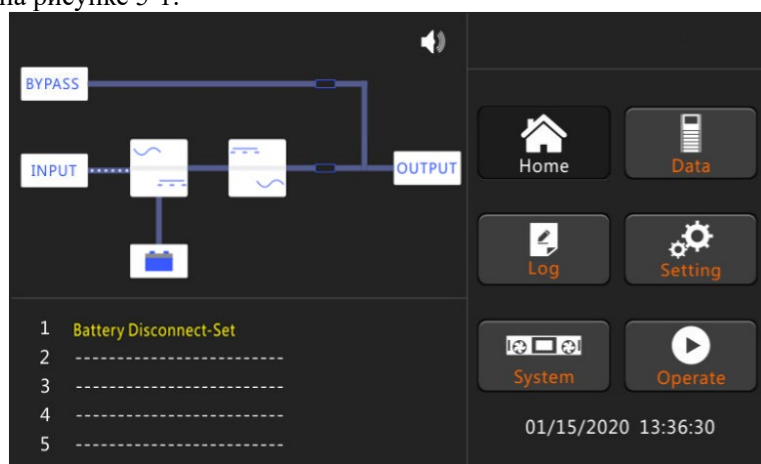 на рисунке 5-1.
BYPASS
INPUT
OUTPUT
1 Battery Disconnect-Set
2 ------------------------
3 ------------------------
4 ------------------------
5 ------------------------
Home
Data
Log
Setting
System
Operate
01/15/2020 13:36:30